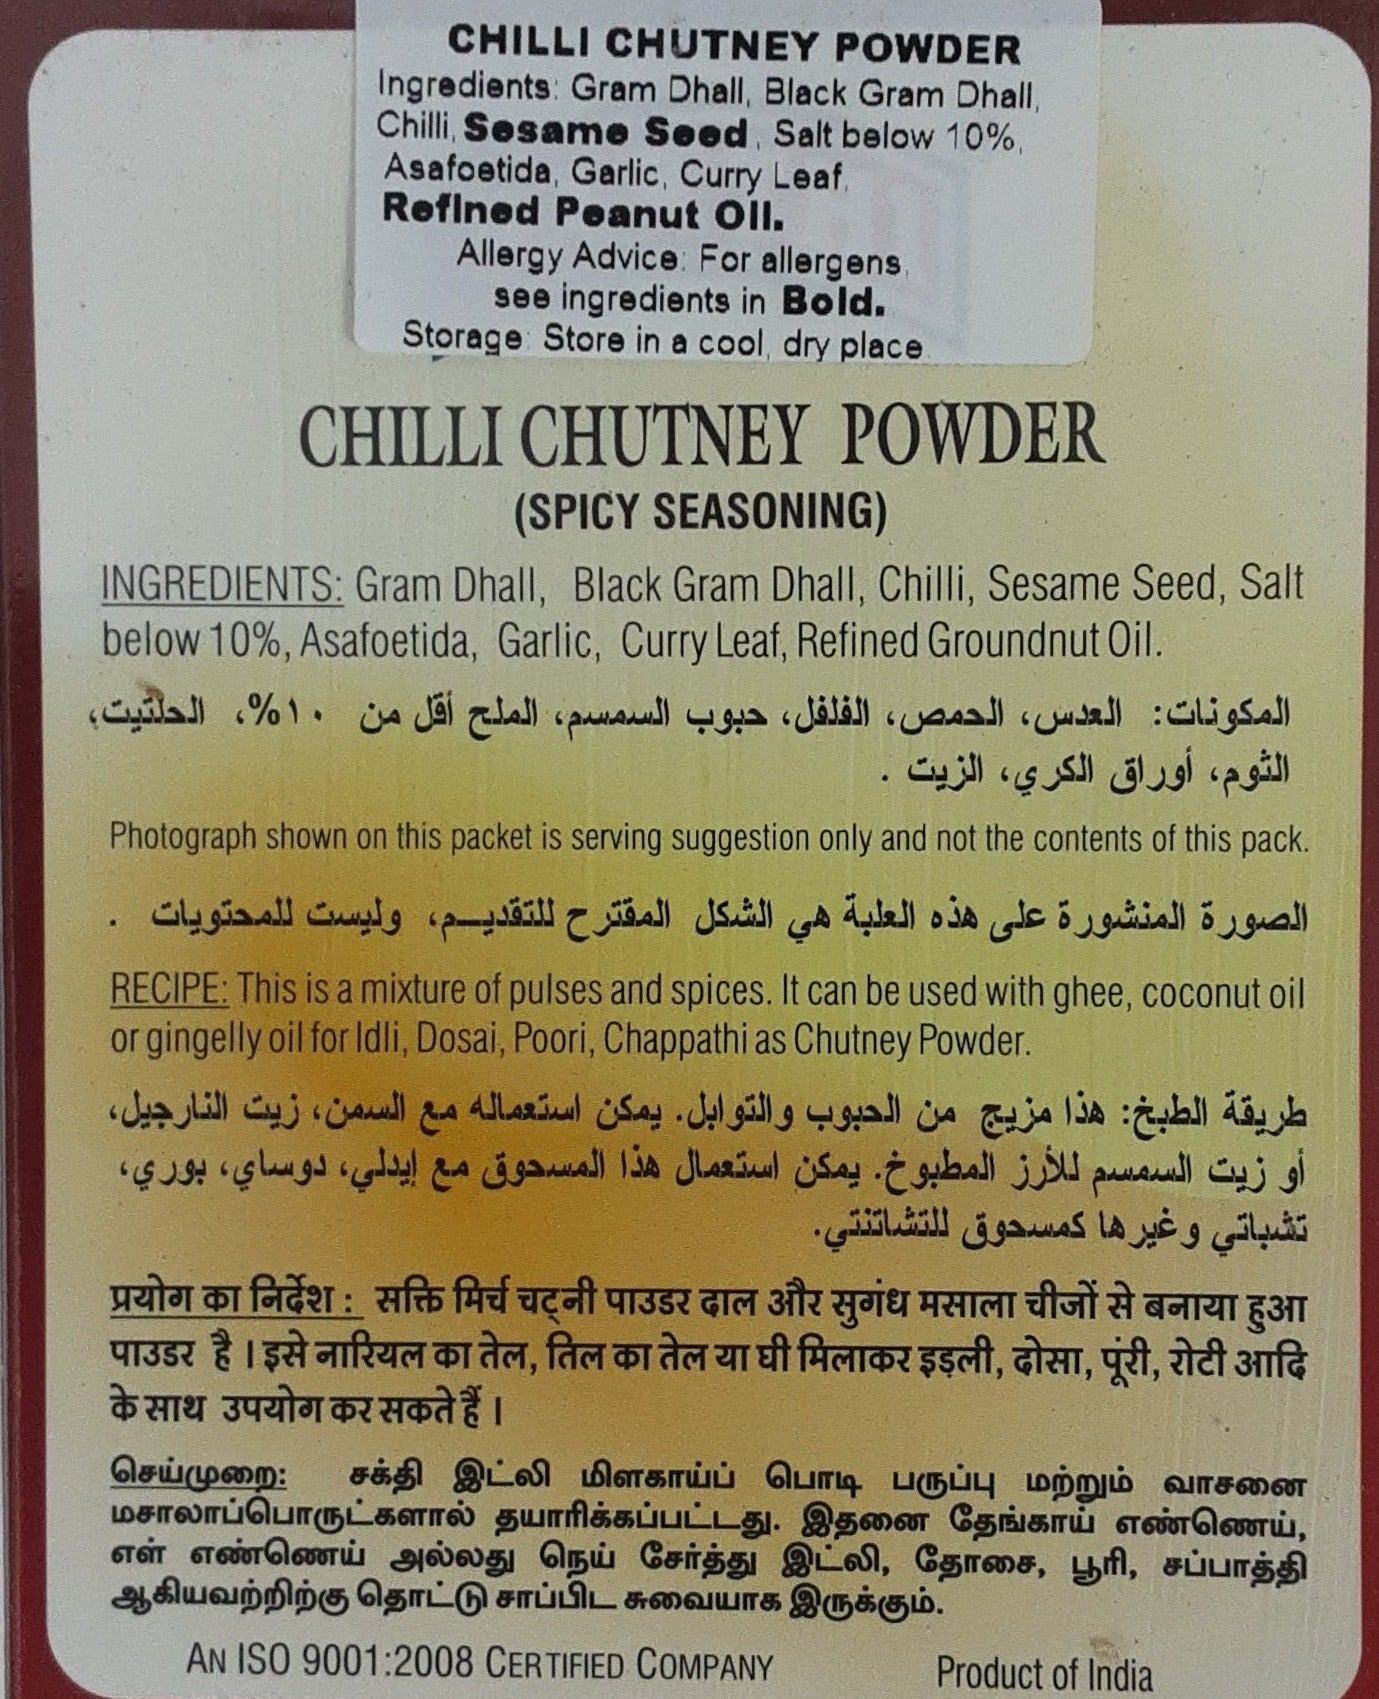 CHILLI CHUTNEY POWDER
Ingredients: Gram Dhall, Black Gram Dhall,
Chilli, Sesame Seed, Salt below 10%,
Asafoetida, Garlic, Curry Leaf,
Refined Peanut Oil.
Allergy Advice: For allergens,
see ingredients in Bold.
Storage: Store in a cool, dry place.
CHILLI CHUTNEY POWDER
(SPICY SEASONING)
INGREDIENTS: Gram Dhall, Black Gram Dhall, Chilli, Sesame Seed, Salt
below 10%, Asafoetida, Garlic, Curry Leaf, Refined Groundnut Oil.
المكونات: العدس، الحمص، الفلفل، حبوب السمسم، الملح أقل من ١٠%، الحلتيت،
الثوم، أوراق الكري، الزيت .
Photograph shown on this packet is serving suggestion only and not the contents of this pack.
الصورة المنشورة على هذه العلبة هي الشكل المقترح للتقديـــم، وليست للمحتويات .
RECIPE: This is a mixture of pulses and spices. It can be used with ghee, coconut oil
or gingelly oil for Idli, Dosai, Poori, Chappathi as Chutney Powder.
طريقة الطبخ: هذا مزيج من الحبوب والتوابل. يمكن استعماله مع السمن، زيت النارجيل،
أو زيت السمسم للأرز المطبوخ. يمكن استعمال هذا المسحوق مع إيدلي، دوساي، بوري،
تشباتي وغيرها كمسحوق للتشاتنتي.
प्रयोग का निर्देश : सक्ति मिर्च चट्नी पाउडर दाल और सुगंध मसाला चीजों से बनाया हुआ
पाउडर है । इसे नारियल का तेल, तिल का तेल या घी मिलाकर इड़ली, दोसा, पूंरी, रोटी आदि
के साथ उपयोग कर सकते हैं ।
செய்முறை: சக்தி இட்லி மிளகாய்ப் பொடி பருப்பு மற்றும் வாசனை
மசாலாப்பொருட்களால் தயாரிக்கப்பட்டது. இதனை தேங்காய் எண்ணெய்,
எள் எண்ணெய் அல்லது நெய் சேர்த்து இட்லி, தோசை, பூரி, சப்பாத்தி
ஆகியவற்றிற்கு தொட்டு சாப்பிட சுவையாக இருக்கும்.
AN ISO 9001:2008 CERTIFIED COMPANY
Product of India